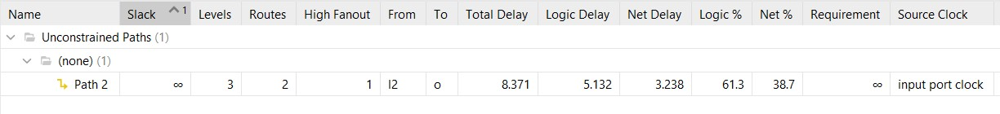 Name Slack 1 Levels Routes High Fanout From To Total Delay Logic Delay Net Delay Logic % Net % Requirement Source Clock
Unconstrained Paths (1)
(none) (1)
Path 2 ∞ 3 2 1 I2 o 8.371 5.132 3.238 61.3 38.7 ∞ input port clock